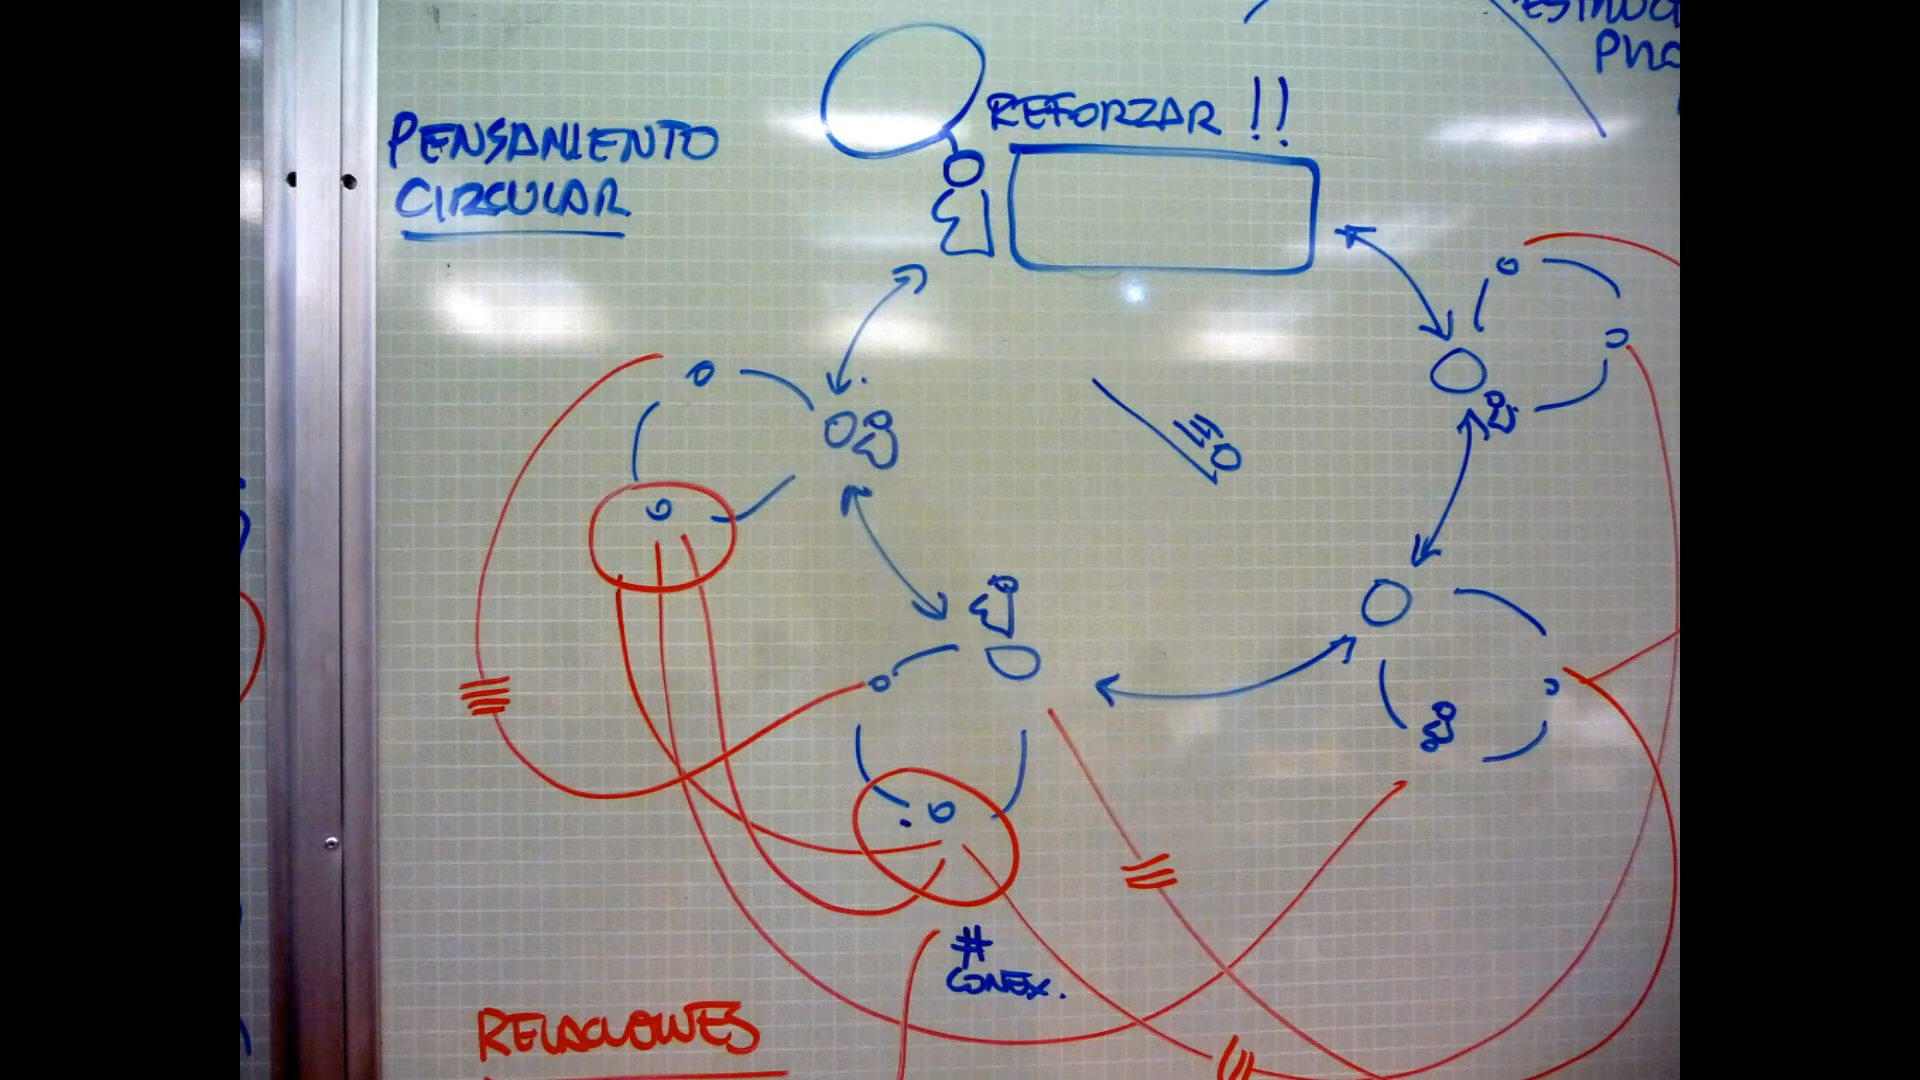 REFORZAR !!
PENSAMIENTO
CIRCULAR
#
CONEX.
RELACIONES